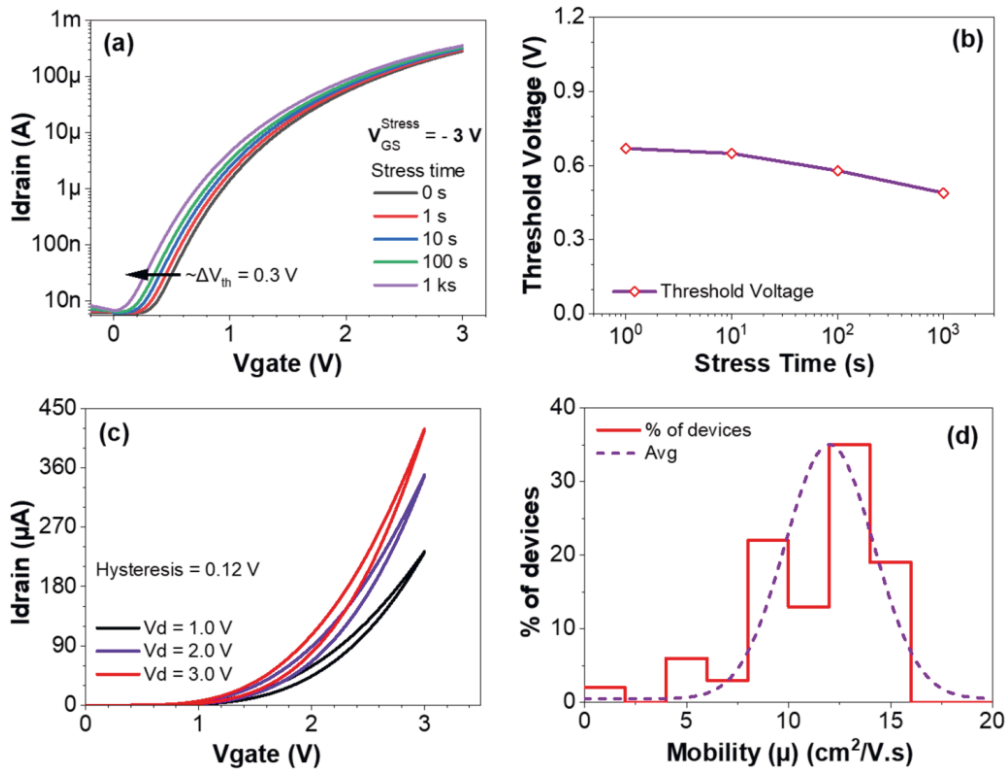 (a)
Idrain (A)
1m
100µ
10µ
1µ
100n
10n
V_GS^Stress = - 3 V
Stress time
0 s
1 s
10 s
100 s
1 ks
~ΔV_th = 0.3 V
0 1 2 3
Vgate (V)
(b)
Threshold Voltage (V)
1.2
0.9
0.6
0.3
0.0
Threshold Voltage
10^0 10^1 10^2 10^3
Stress Time (s)
(c)
Idrain (µA)
450
360
270
180
90
0
Hysteresis = 0.12 V
Vd = 1.0 V
Vd = 2.0 V
Vd = 3.0 V
0 1 2 3
Vgate (V)
(d)
% of devices
40
30
20
10
0
% of devices
Avg
0 5 10 15 20
Mobility (µ) (cm²/V.s)